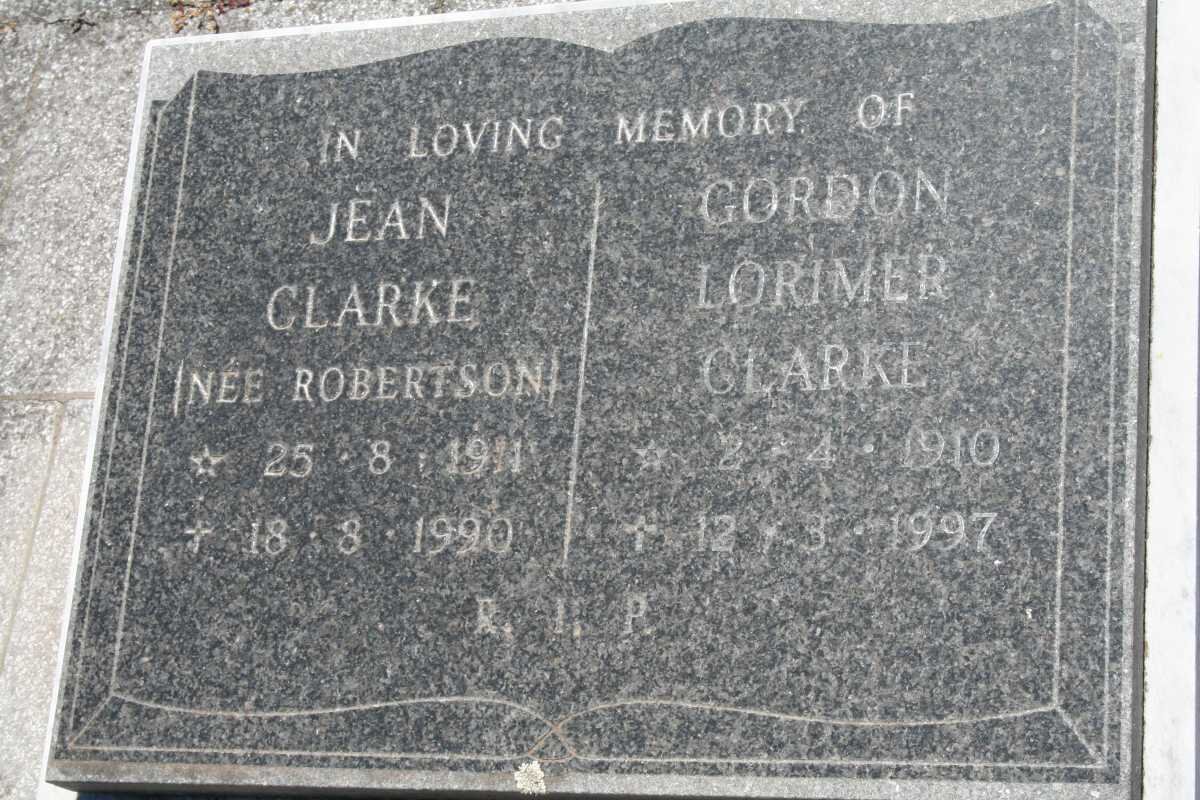 IN LOVING MEMORY OF
JEAN
CLARKE
(NÉE ROBERTSON)
☆ 25 · 8 · 1911
✝ 18 · 8 · 1990
GORDON
LORIMER
CLARKE
☆ 2 · 4 · 1910
✝ 12 · 3 · 1997
R. I. P.